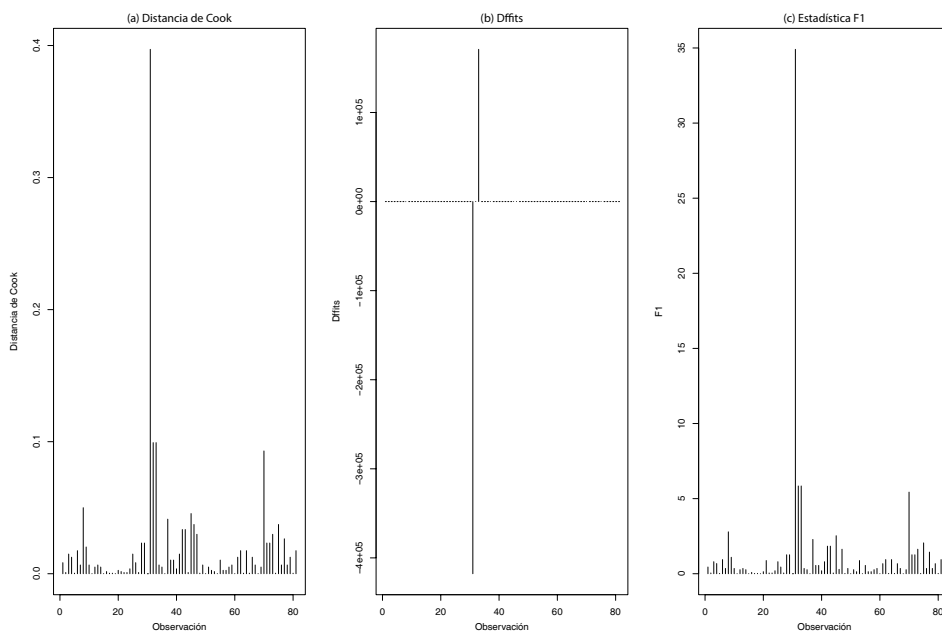 (a) Distancia de Cook
Distancia de Cook
0.4
0.3
0.2
0.1
0.0
0 20 40 60 80
Observación
(b) Dffits
Dffits
1e+05
0e+00
−1e+05
−2e+05
−3e+05
−4e+05
0 20 40 60 80
Observación
(c) Estadística F1
F1
35
30
25
20
15
10
5
0
0 20 40 60 80
Observación